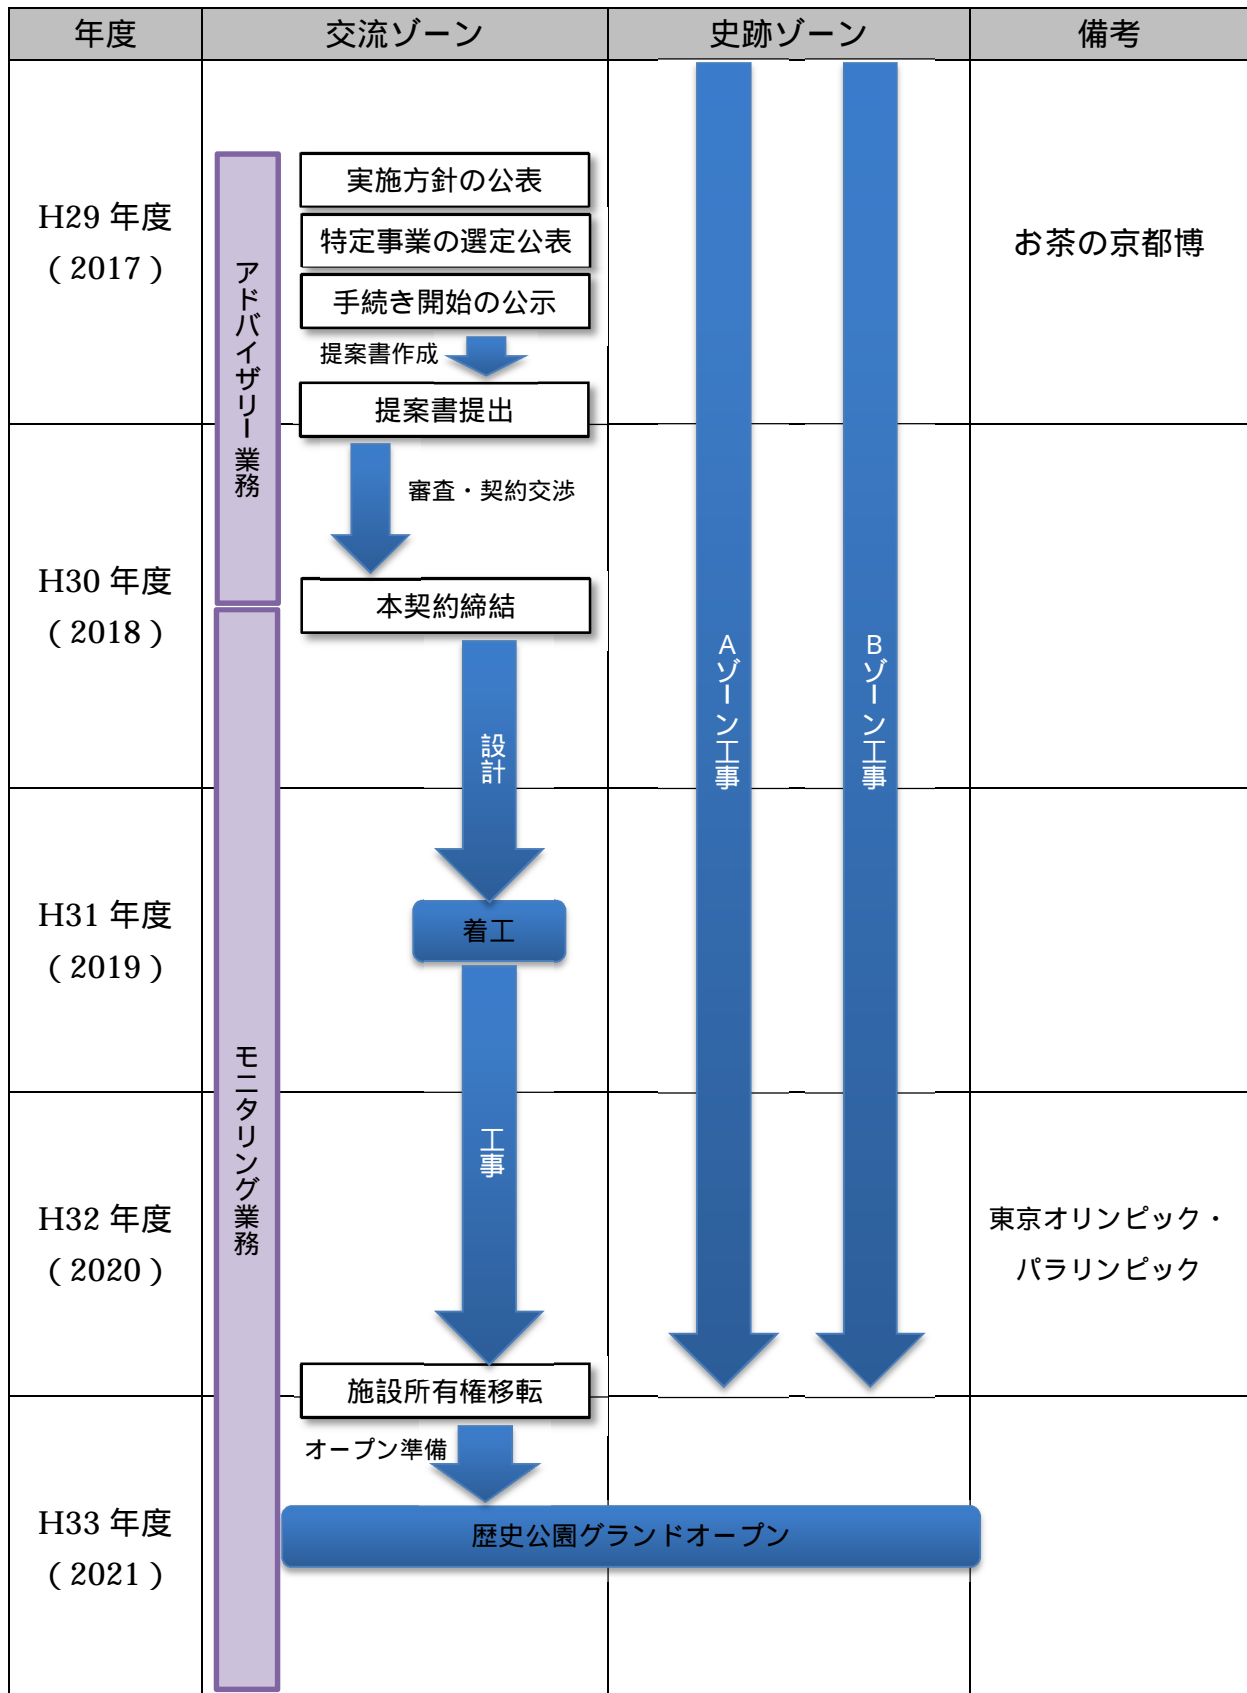 年度 交流ゾーン 史跡ゾーン 備考
H29 年度
（2017）
アドバイザリー業務
実施方針の公表
特定事業の選定公表
手続き開始の公示
提案書作成
提案書提出
お茶の京都博
審査・契約交渉
H30 年度
（2018）
本契約締結
設計
Aゾーン工事
Bゾーン工事
H31 年度
（2019）
着工
モニタリング業務
工事
H32 年度
（2020）
東京オリンピック・
パラリンピック
施設所有権移転
オープン準備
H33 年度
（2021）
歴史公園グランドオープン